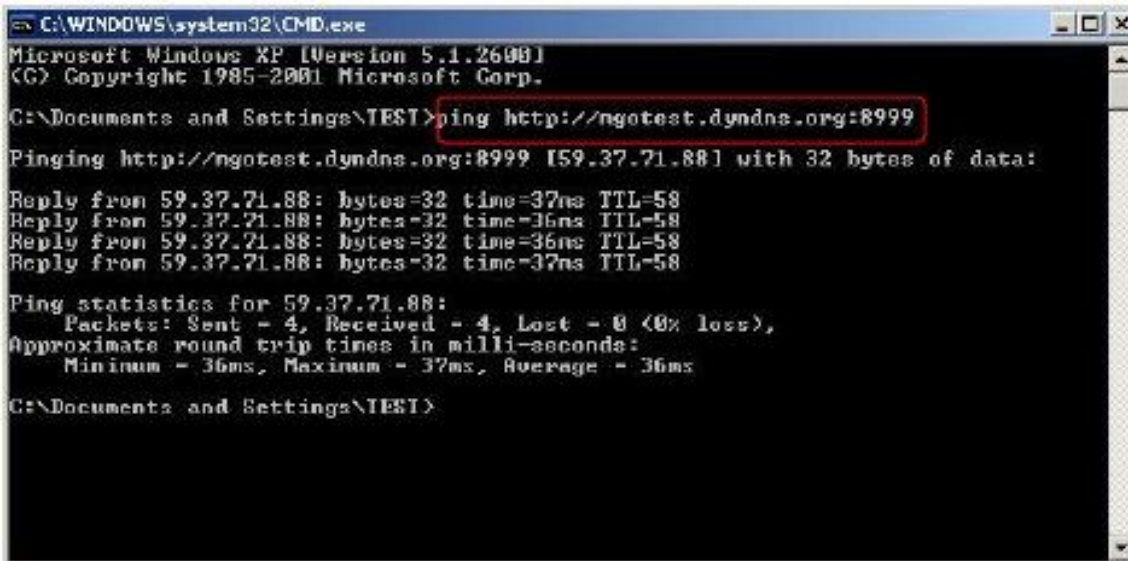 C:\WINDOWS\system32\CMD.exe
Microsoft Windows XP [Version 5.1.2600]
(C) Copyright 1985-2001 Microsoft Corp.
C:\Documents and Settings\TEST>ping http://ngotest.dyndns.org:8999
Pinging http://ngotest.dyndns.org:8999 [59.37.71.88] with 32 bytes of data:
Reply from 59.37.71.88: bytes=32 time=37ms TTL=58
Reply from 59.37.71.88: bytes=32 time=36ms TTL=58
Reply from 59.37.71.88: bytes=32 time=36ms TTL=58
Reply from 59.37.71.88: bytes=32 time=37ms TTL=58
Ping statistics for 59.37.71.88:
Packets: Sent = 4, Received = 4, Lost = 0 (0% loss),
Approximate round trip times in milli-seconds:
Minimum = 36ms, Maximum = 37ms, Average = 36ms
C:\Documents and Settings\TEST>